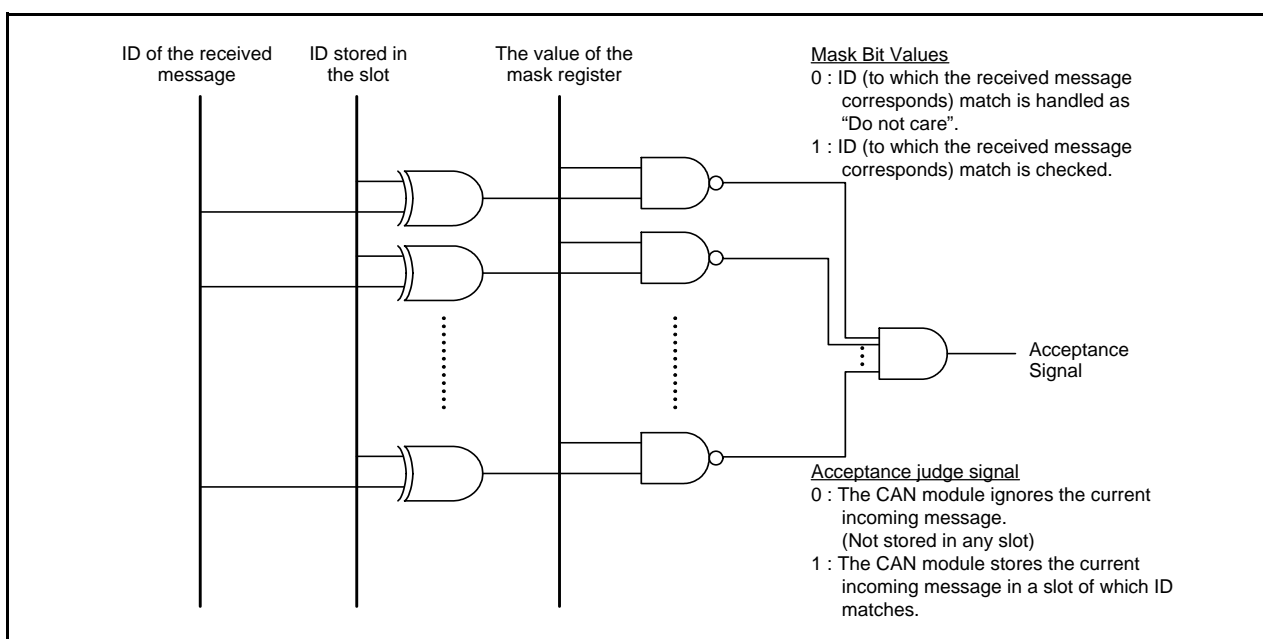 ID of the received
message
ID stored in
the slot
The value of the
mask register
Mask Bit Values
0 : ID (to which the received message
corresponds) match is handled as
“Do not care”.
1 : ID (to which the received message
corresponds) match is checked.
Acceptance
Signal
Acceptance judge signal
0 : The CAN module ignores the current
incoming message.
(Not stored in any slot)
1 : The CAN module stores the current
incoming message in a slot of which ID
matches.